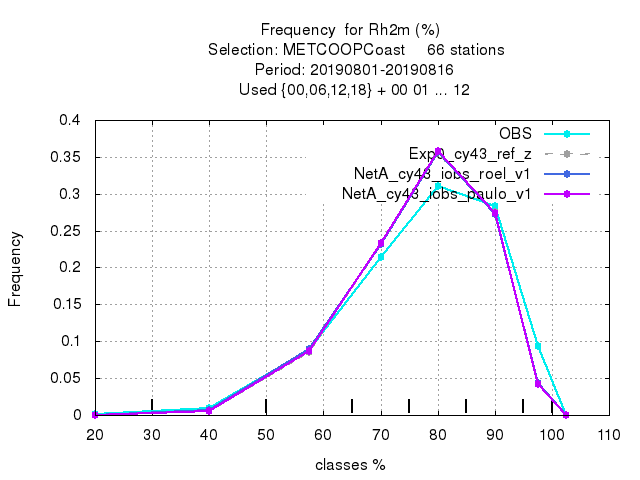 Frequency for Rh2m (%)
Selection: METCOOPCoast 66 stations
Period: 20190801-20190816
Used {00,06,12,18} + 00 01 ... 12
OBS
Exp0_cy43_ref_z
NetA_cy43_iobs_roel_v1
NetA_cy43_iobs_paulo_v1
0.4
0.35
0.3
0.25
0.2
0.15
0.1
0.05
0
Frequency
20 30 40 50 60 70 80 90 100 110
classes %